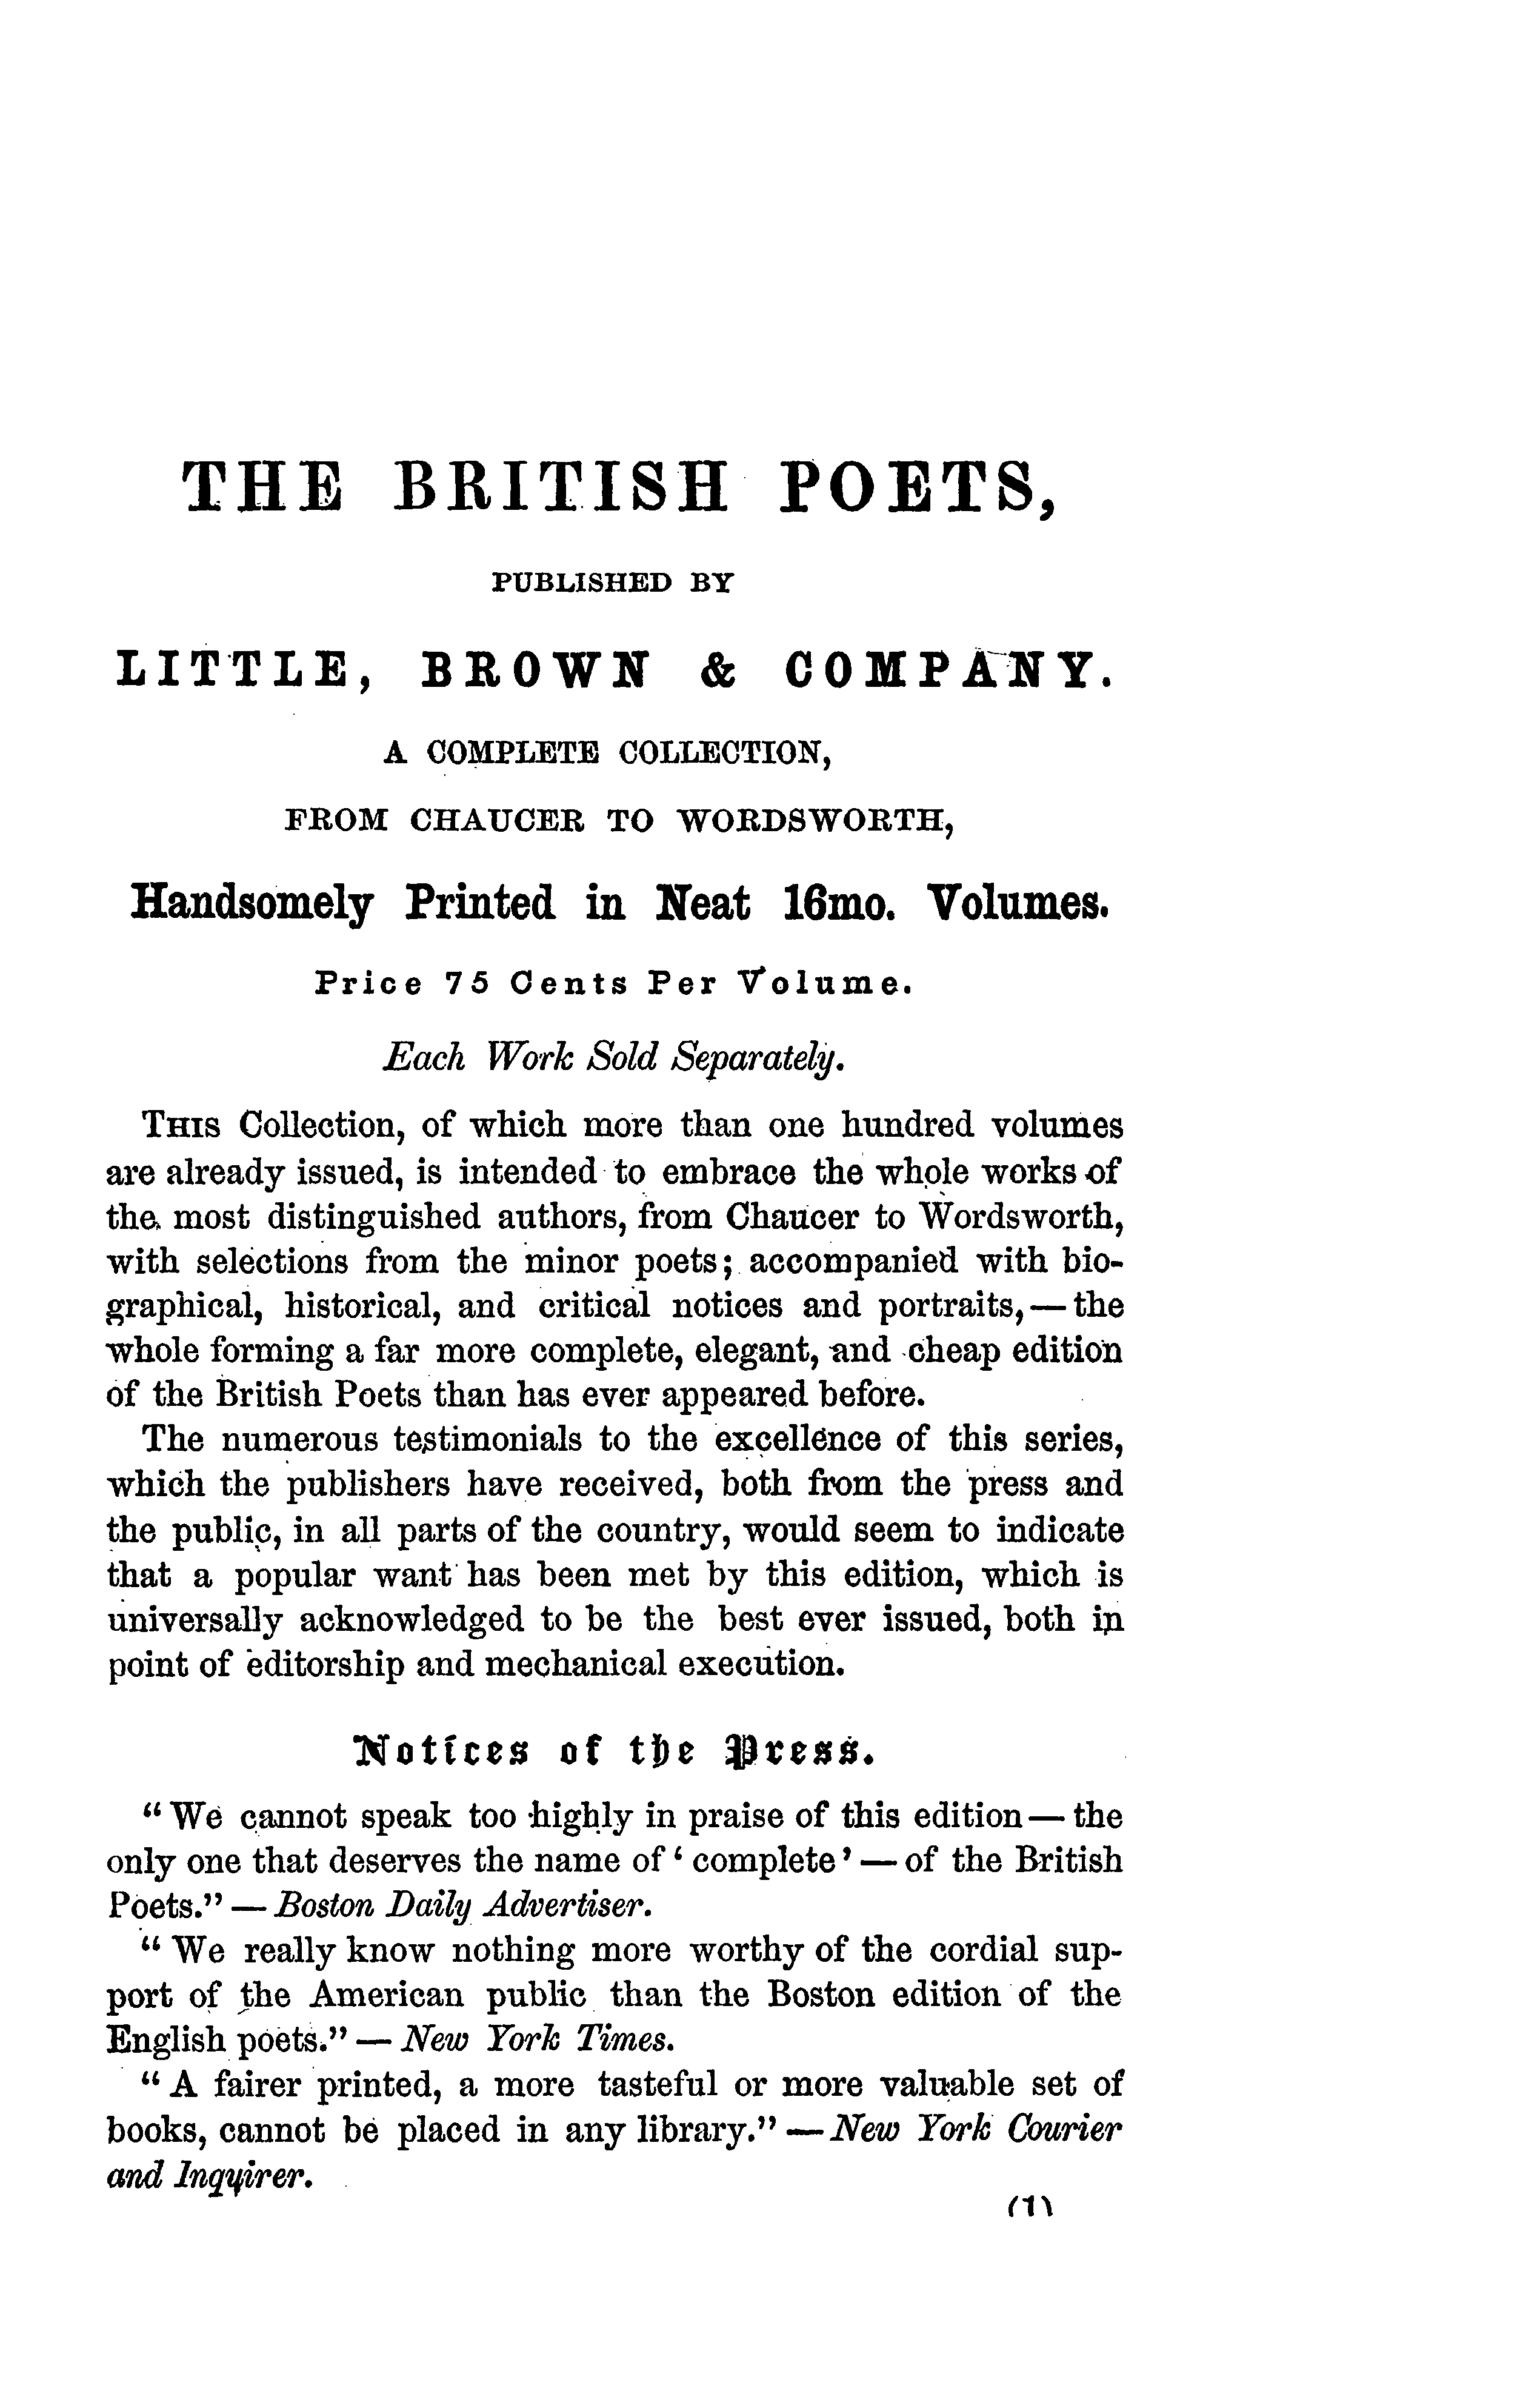 THE BRITISH POETS,
PUBLISHED BY
LITTLE, BROWN & COMPANY.
A COMPLETE COLLECTION,
FROM CHAUCER TO WORDSWORTH,
Handsomely Printed in Neat 16mo. Volumes.
Price 75 Cents Per Volume.
Each Work Sold Separately.
THIS Collection, of which more than one hundred volumes
are already issued, is intended to embrace the whole works of
the most distinguished authors, from Chaucer to Wordsworth,
with selections from the minor poets; accompanied with bio-
graphical, historical, and critical notices and portraits,—the
whole forming a far more complete, elegant, and cheap edition
of the British Poets than has ever appeared before.
The numerous testimonials to the excellence of this series,
which the publishers have received, both from the press and
the public, in all parts of the country, would seem to indicate
that a popular want has been met by this edition, which is
universally acknowledged to be the best ever issued, both in
point of editorship and mechanical execution.
Notices of the Press.
"We cannot speak too highly in praise of this edition—the
only one that deserves the name of 'complete'—of the British
Poets."—Boston Daily Advertiser.
"We really know nothing more worthy of the cordial sup-
port of the American public than the Boston edition of the
English poets."—New York Times.
"A fairer printed, a more tasteful or more valuable set of
books, cannot be placed in any library."—New York Courier
and Inquirer.
(1)